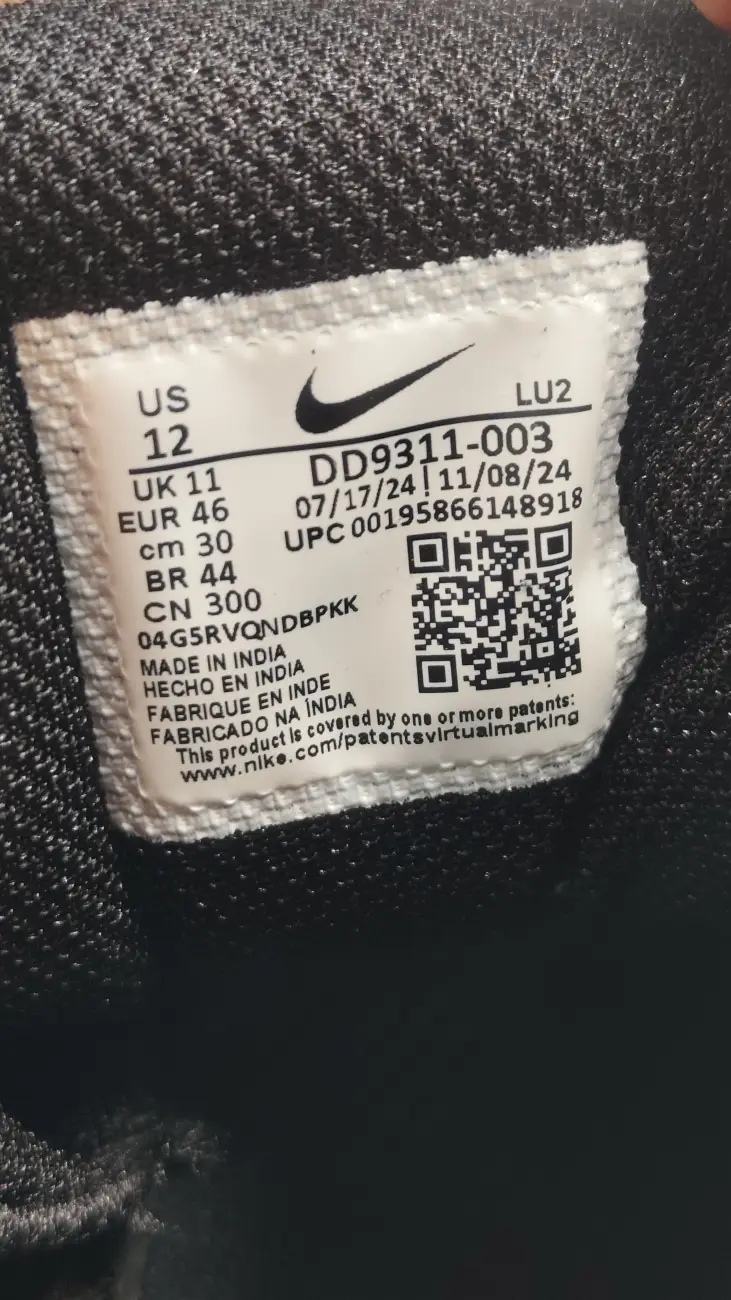 US
12
LU2
UK 11
EUR 46
cm 30
BR 44
CN 300
DD9311-003
07/17/24 | 11/08/24
UPC 00195866148918
04G5RVQNDBPKK
MADE IN INDIA
HECHO EN INDIA
FABRIQUE EN INDE
FABRICADO NA ÍNDIA
This product is covered by one or more patents:
www.nike.com/patentsvirtualmarking